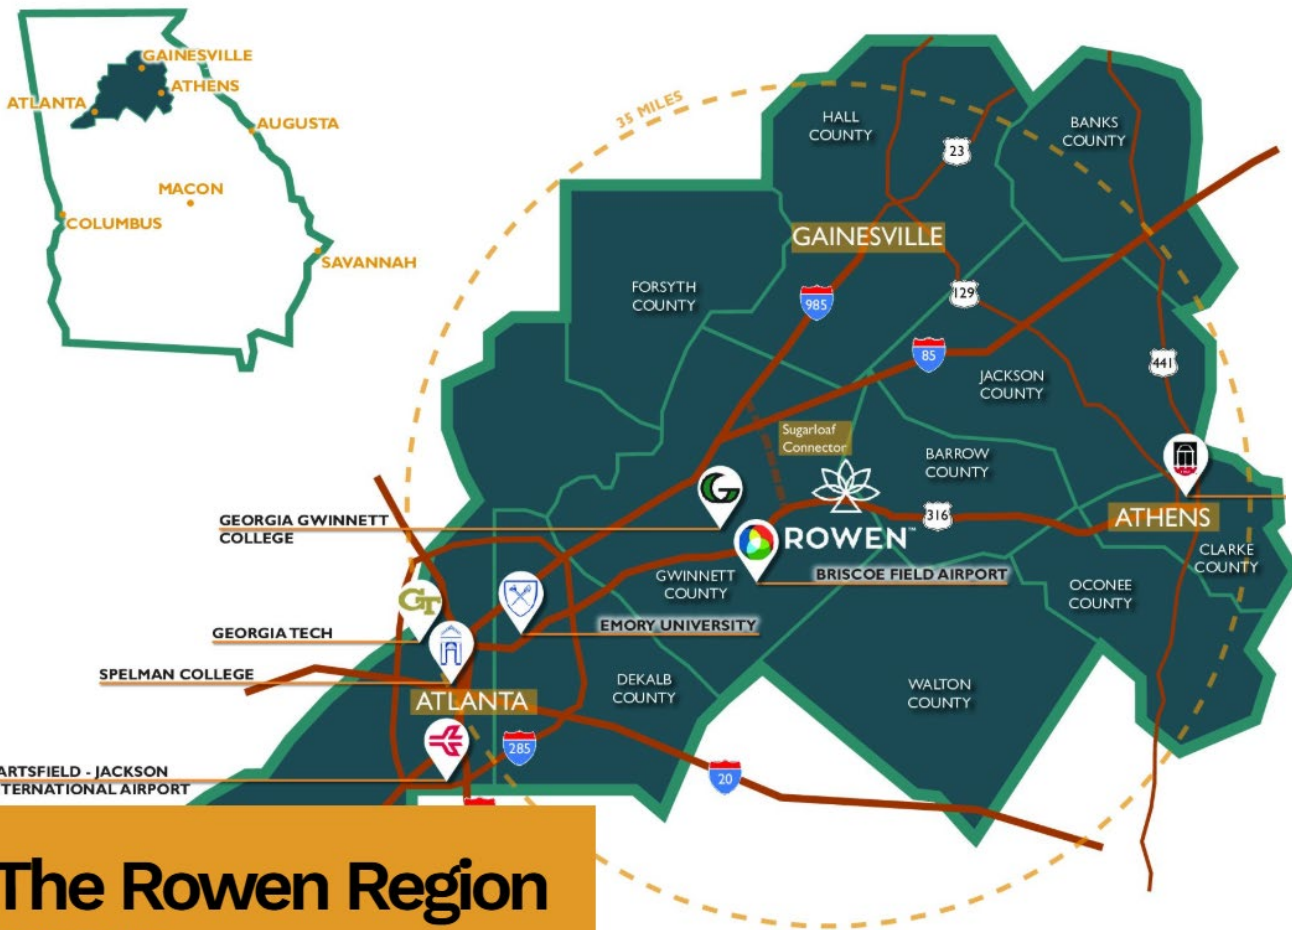 GAINESVILLE
ATHENS
ATLANTA
AUGUSTA
MACON
COLUMBUS
SAVANNAH
35 MILES
HALL
COUNTY
BANKS
COUNTY
23
GAINESVILLE
FORSYTH
COUNTY
129
985
85
441
JACKSON
COUNTY
Sugarloaf
Connector
BARROW
COUNTY
G
316
ATHENS
GEORGIA GWINNETT
COLLEGE
ROWEN™
CLARKE
COUNTY
GWINNETT
COUNTY
BRISCOE FIELD AIRPORT
OCONEE
COUNTY
GT
EMORY UNIVERSITY
GEORGIA TECH
SPELMAN COLLEGE
DEKALB
COUNTY
WALTON
COUNTY
ATLANTA
285
20
ARTSFIELD - JACKSON
TERNATIONAL AIRPORT
The Rowen Region